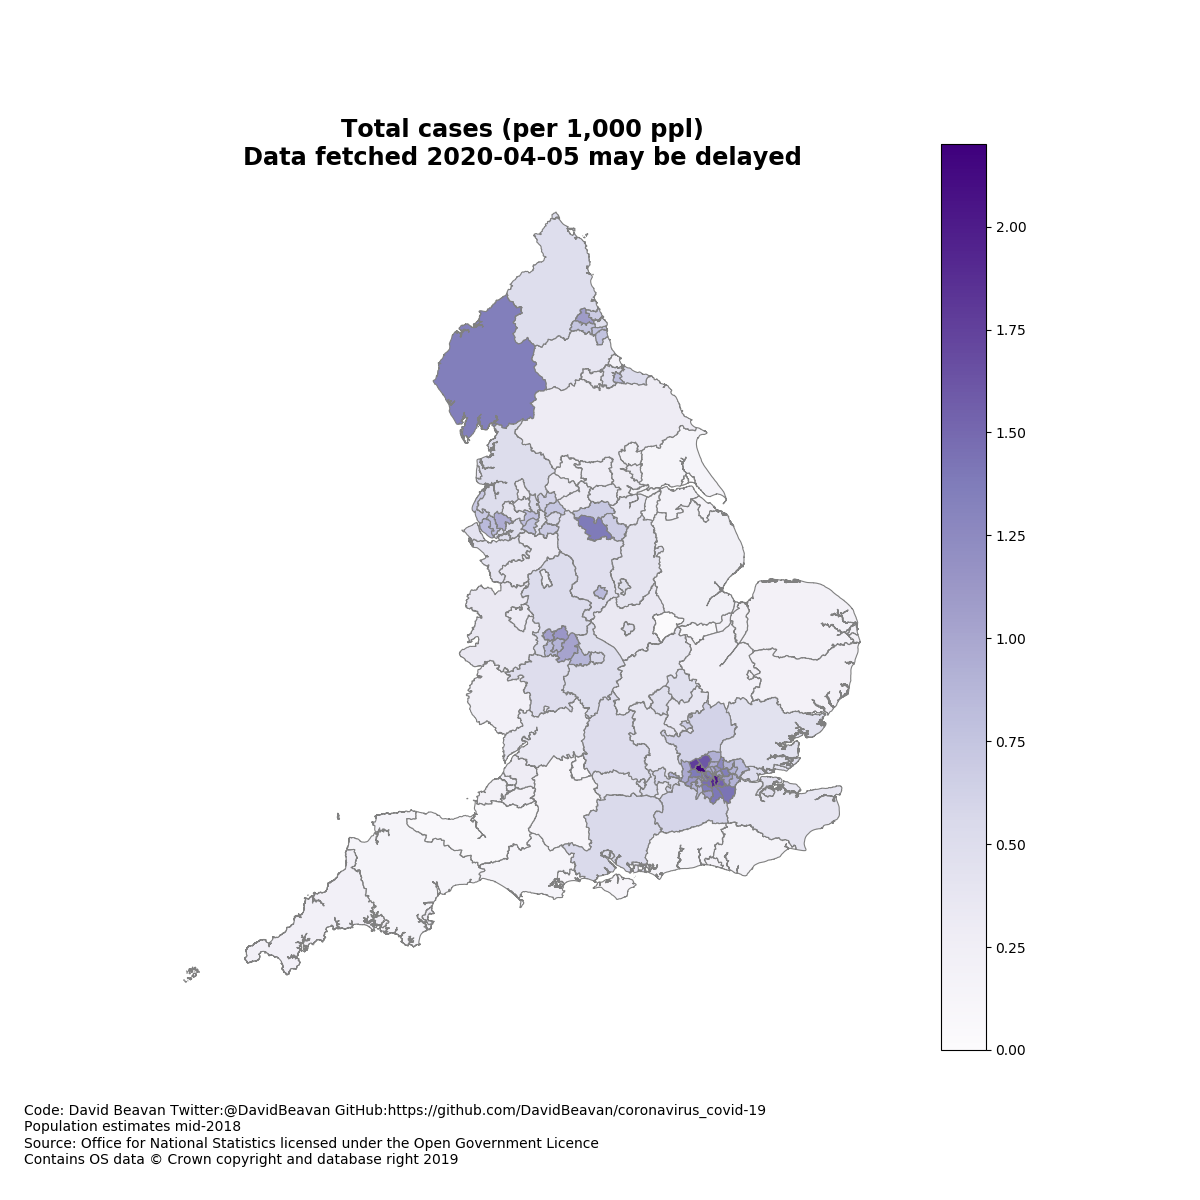 Total cases (per 1,000 ppl)
Data fetched 2020-04-05 may be delayed
2.00
1.75
1.50
1.25
1.00
0.75
0.50
0.25
0.00
Code: David Beavan Twitter:@DavidBeavan GitHub:https://github.com/DavidBeavan/coronavirus_covid-19
Population estimates mid-2018
Source: Office for National Statistics licensed under the Open Government Licence
Contains OS data © Crown copyright and database right 2019